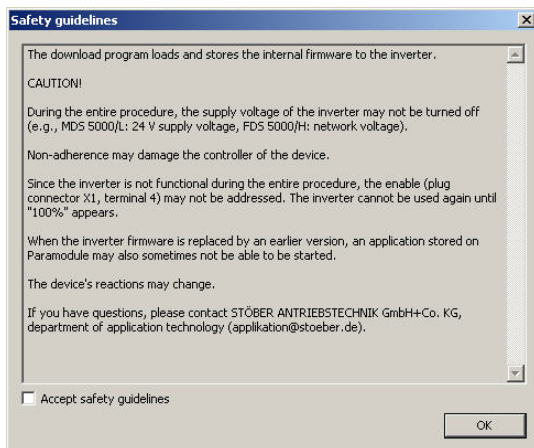 Safety guidelines
The download program loads and stores the internal firmware to the inverter.
CAUTION!
During the entire procedure, the supply voltage of the inverter may not be turned off
(e.g., MDS 5000/L: 24 V supply voltage, FDS 5000/H: network voltage).
Non-adherence may damage the controller of the device.
Since the inverter is not functional during the entire procedure, the enable (plug
connector X1, terminal 4) may not be addressed. The inverter cannot be used again until
"100%" appears.
When the inverter firmware is replaced by an earlier version, an application stored on
Paramodule may also sometimes not be able to be started.
The device's reactions may change.
If you have questions, please contact STÖBER ANTRIEBSTECHNIK GmbH+Co. KG,
department of application technology (applikation@stoeber.de).
Accept safety guidelines
OK